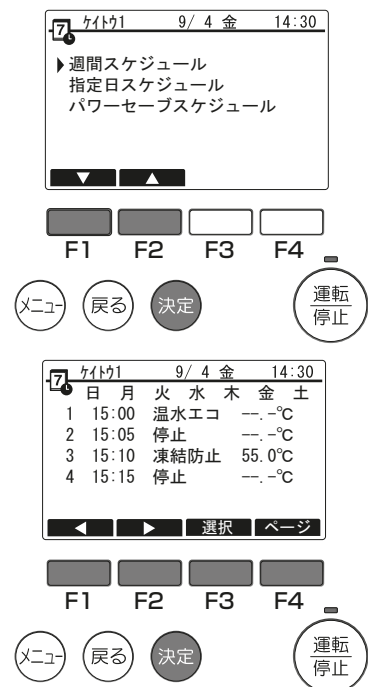 7 ｹｲﾄｳ1 9/ 4 金 14:30
週間スケジュール
指定日スケジュール
パワーセーブスケジュール
F1 F2 F3 F4
メニュー 戻る 決定 運転/停止
7 ｹｲﾄｳ1 9/ 4 金 14:30
日 月 火 水 木 金 土
1 15:00 温水エコ --.-℃
2 15:05 停止 --.-℃
3 15:10 凍結防止 55.0℃
4 15:15 停止 --.-℃
選択 ページ
F1 F2 F3 F4
メニュー 戻る 決定 運転/停止